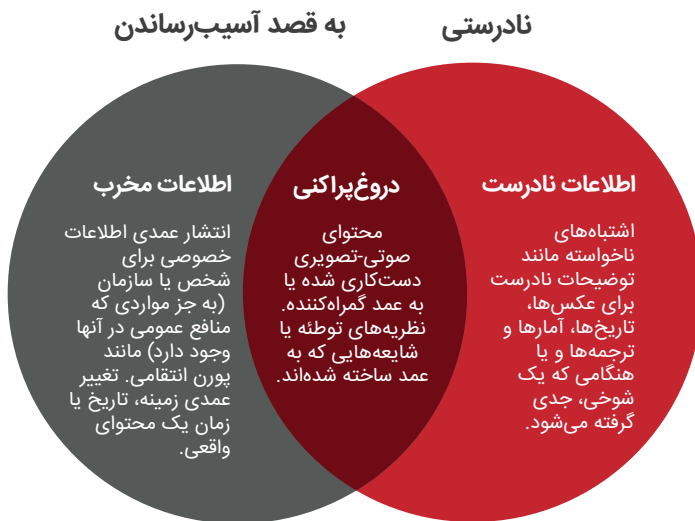 نادرستی
به قصد آسیب‌رساندن
اطلاعات نادرست
اشتباه‌های
ناخواسته مانند
توضیحات نادرست
برای عکس‌ها،
تاریخ‌ها، آمارها و
ترجمه‌ها و یا
هنگامی که یک
شوخی، جدی
گرفته می‌شود.
دروغ‌پراکنی
محتوای
صوتی-تصویری
دست‌کاری شده یا
به عمد گمراه‌کننده.
نظریه‌های توطئه یا
شایعه‌هایی که به
عمد ساخته شده‌اند.
اطلاعات مخرب
انتشار عمدی اطلاعات
خصوصی برای
شخص یا سازمان
(به جز مواردی که
منافع عمومی در آنها
وجود دارد) مانند
پورن انتقامی. تغییر
عمدی زمینه، تاریخ یا
زمان یک محتوای
واقعی.